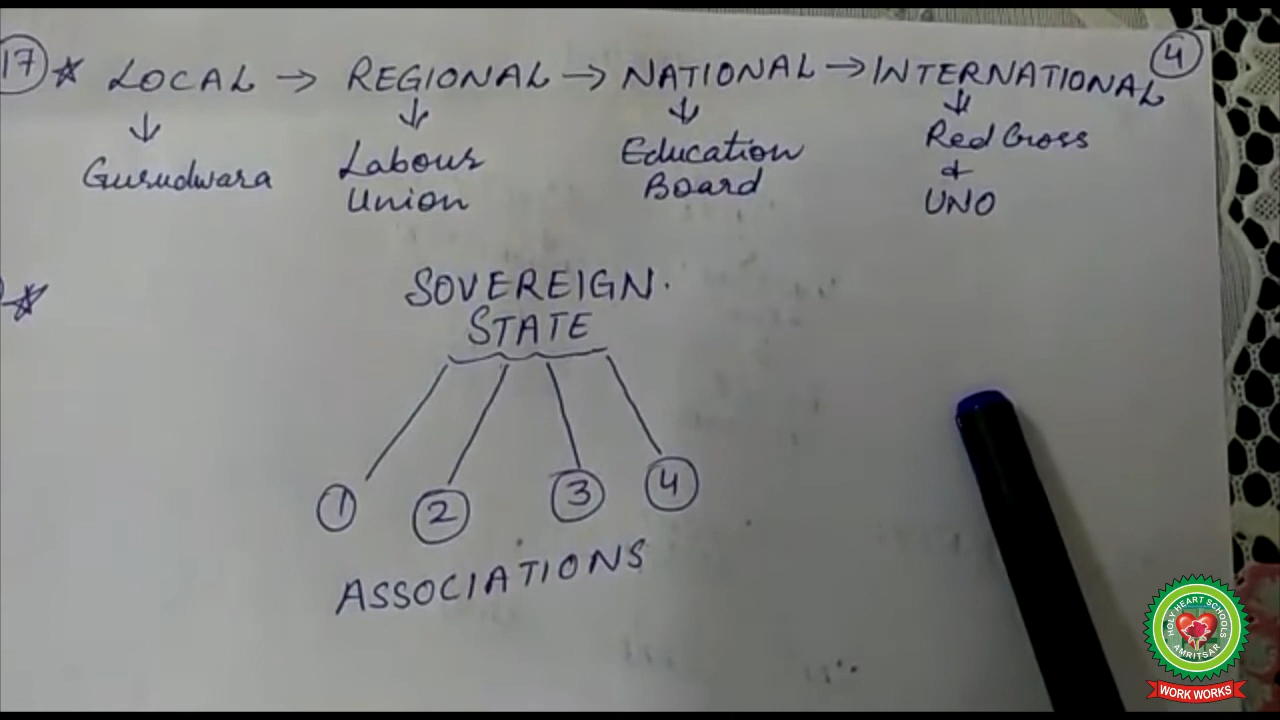 17 ★ LOCAL → REGIONAL → NATIONAL → INTERNATIONAL 4
↓ ↓ ↓ ↓
Gurudwara Labour Union Education Board Red Cross & UNO
★ SOVEREIGN.
STATE
1 2 3 4
ASSOCIATIONS
HOLY HEART SCHOOLS
AMRITSAR
WORK WORKS